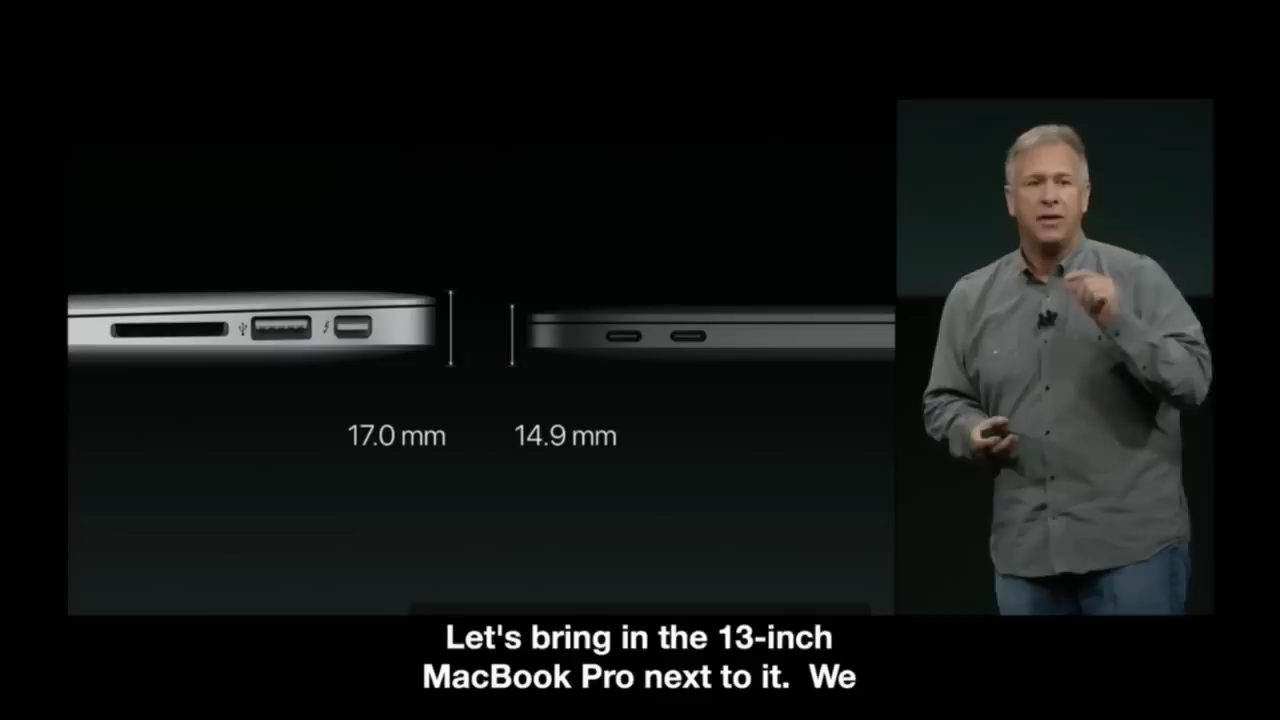 17.0 mm
14.9 mm
Let's bring in the 13-inch
MacBook Pro next to it.  We